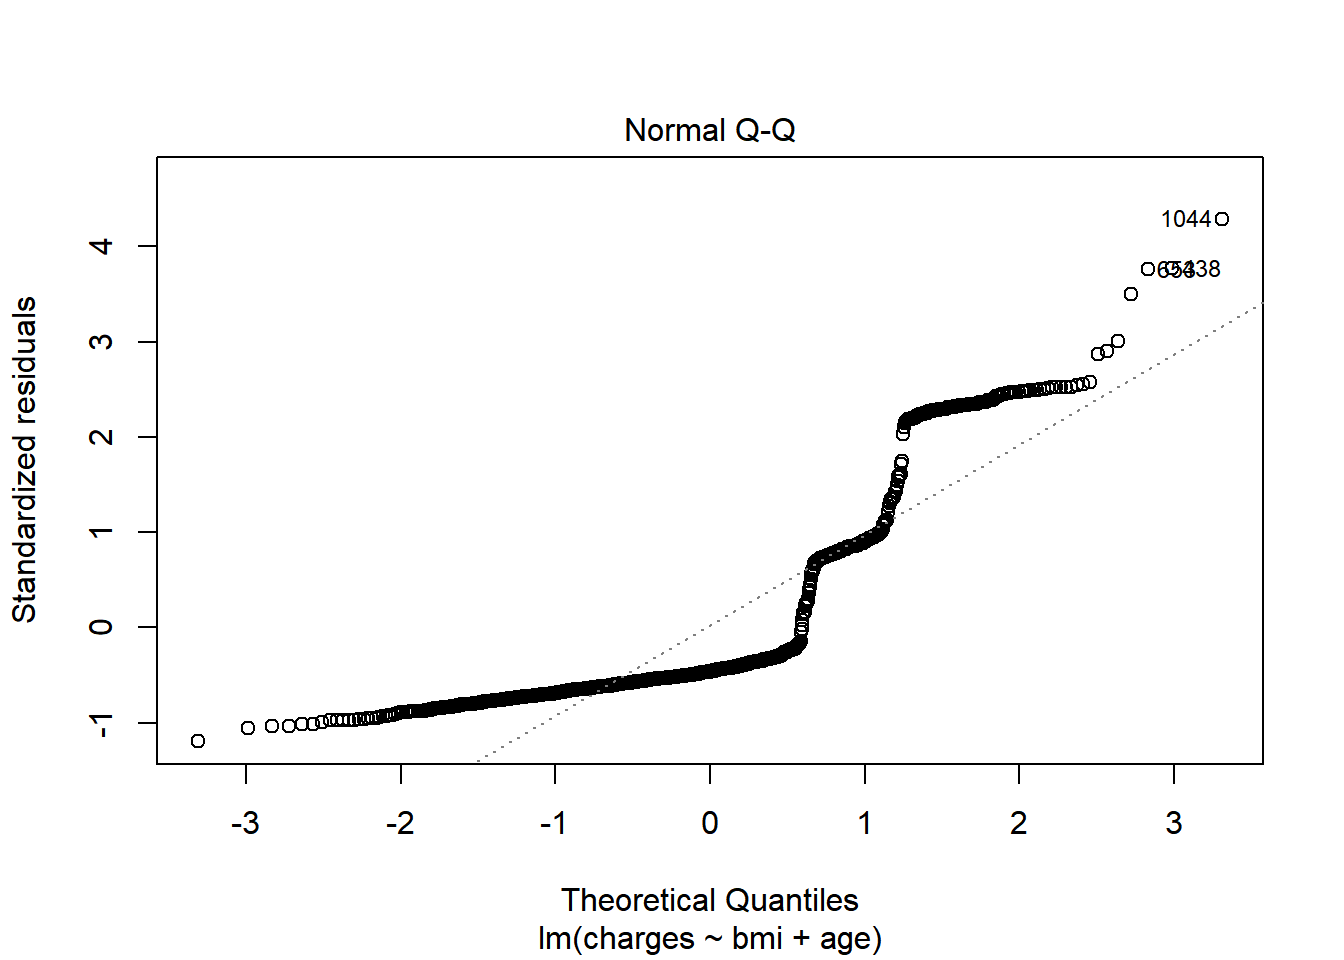 Normal Q-Q
Standardized residuals
4
3
2
1
0
-1
1044
438
-3 -2 -1 0 1 2 3
Theoretical Quantiles
lm(charges ~ bmi + age)